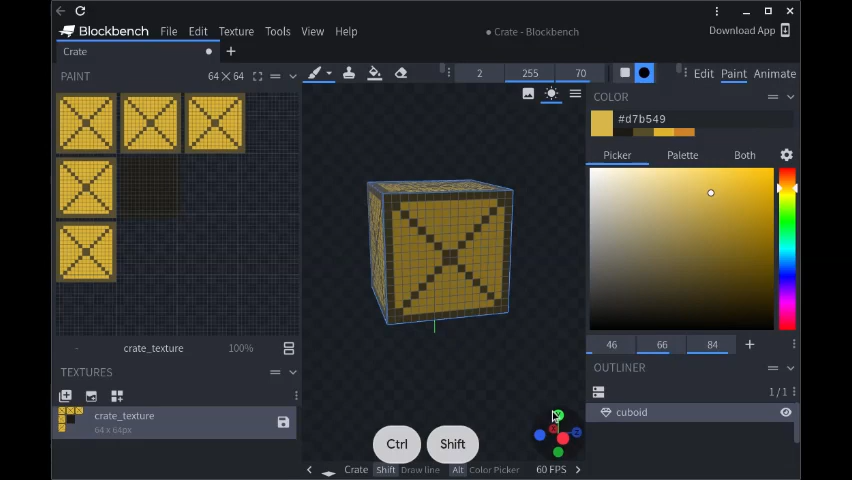 Blockbench File Edit Texture Tools View Help
Crate - Blockbench
Download App
Crate
PAINT 64×64
2 255 70
Edit Paint Animate
COLOR
#d7b549
Picker Palette Both
46 66 84
crate_texture 100%
TEXTURES
crate_texture
64 x 64px
OUTLINER
1/1
cuboid
Ctrl Shift
Crate Shift Draw line Alt Color Picker 60 FPS